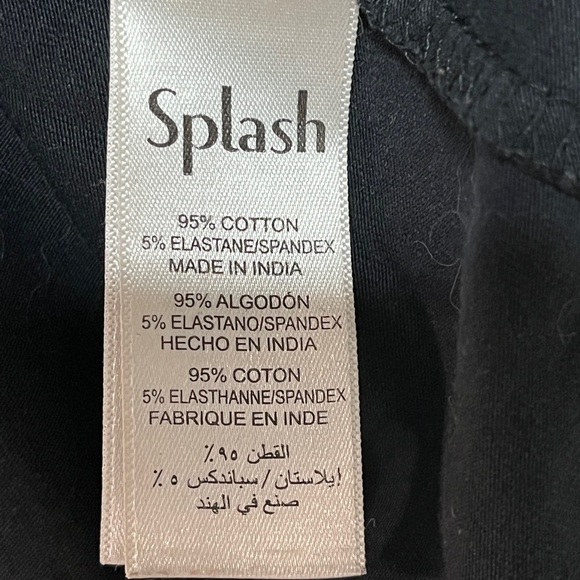 Splash
95% COTTON
5% ELASTANE/SPANDEX
MADE IN INDIA
95% ALGODÓN
5% ELASTANO/SPANDEX
HECHO EN INDIA
95% COTON
5% ELASTHANNE/SPANDEX
FABRIQUE EN INDE
القطن ٩٥ ٪
إيلاستان / سباندكس ٥ ٪
صنع في الهند